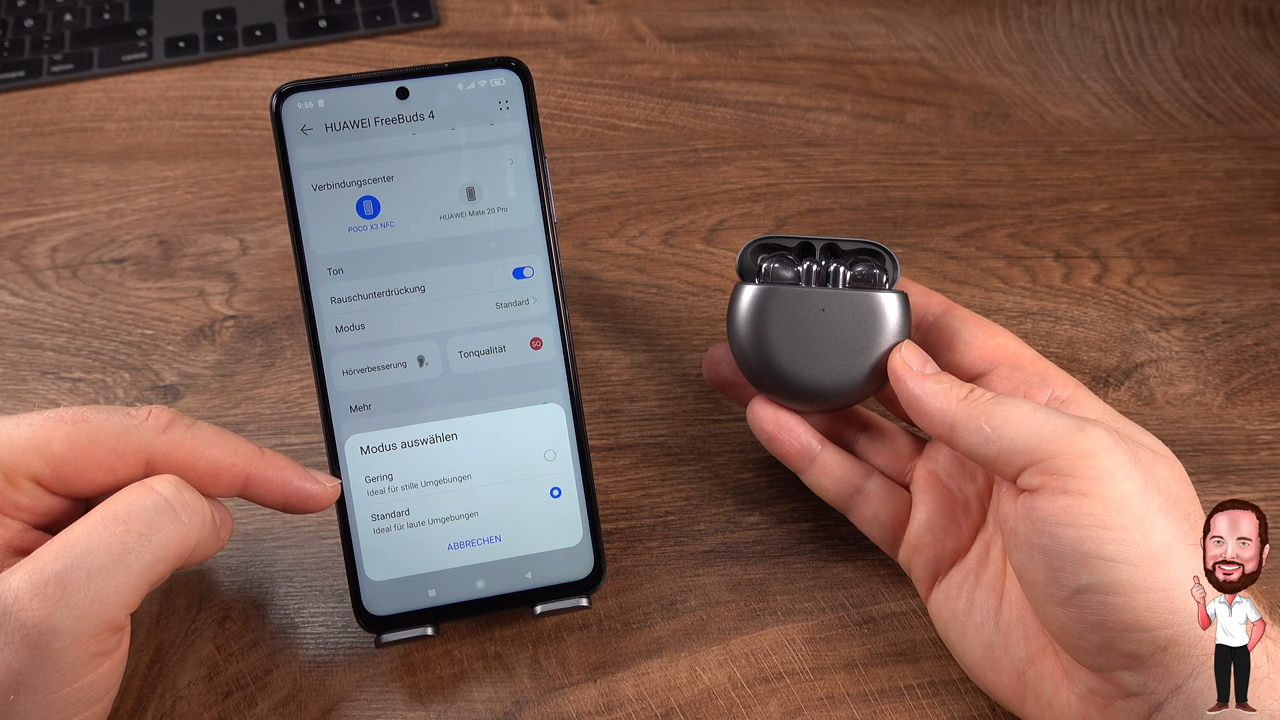 9:56
HUAWEI FreeBuds 4
Verbindungscenter
POCO X3 NFC
HUAWEI Mate 20 Pro
Ton
Rauschunterdrückung
Modus
Standard
Hörverbesserung
Tonqualität
SQ
Mehr
Modus auswählen
Gering
Ideal für stille Umgebungen
Standard
Ideal für laute Umgebungen
ABBRECHEN